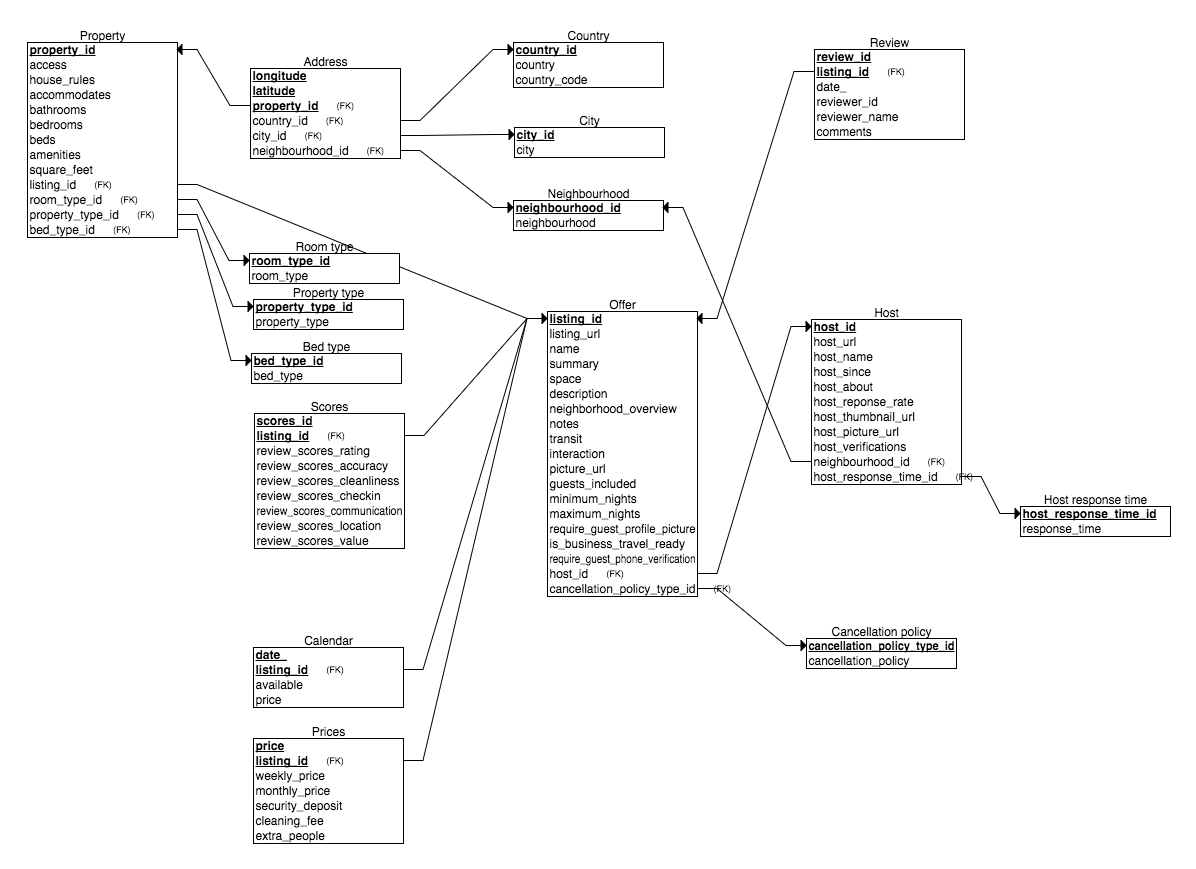 Property
property_id
access
house_rules
accommodates
bathrooms
bedrooms
beds
amenities
square_feet
listing_id (FK)
room_type_id (FK)
property_type_id (FK)
bed_type_id (FK)
Address
longitude
latitude
property_id (FK)
country_id (FK)
city_id (FK)
neighbourhood_id (FK)
Country
country_id
country
country_code
City
city_id
city
Neighbourhood
neighbourhood_id
neighbourhood
Review
review_id
listing_id (FK)
date_
reviewer_id
reviewer_name
comments
Room type
room_type_id
room_type
Property type
property_type_id
property_type
Bed type
bed_type_id
bed_type
Scores
scores_id
listing_id (FK)
review_scores_rating
review_scores_accuracy
review_scores_cleanliness
review_scores_checkin
review_scores_communication
review_scores_location
review_scores_value
Offer
listing_id
listing_url
name
summary
space
description
neighborhood_overview
notes
transit
interaction
picture_url
guests_included
minimum_nights
maximum_nights
require_guest_profile_picture
is_business_travel_ready
require_guest_phone_verification
host_id (FK)
cancellation_policy_type_id (FK)
Host
host_id
host_url
host_name
host_since
host_about
host_reponse_rate
host_thumbnail_url
host_picture_url
host_verifications
neighbourhood_id (FK)
host_response_time_id (FK)
Host response time
host_response_time_id
response_time
Cancellation policy
cancellation_policy_type_id
cancellation_policy
Calendar
date_
listing_id (FK)
available
price
Prices
price
listing_id (FK)
weekly_price
monthly_price
security_deposit
cleaning_fee
extra_people